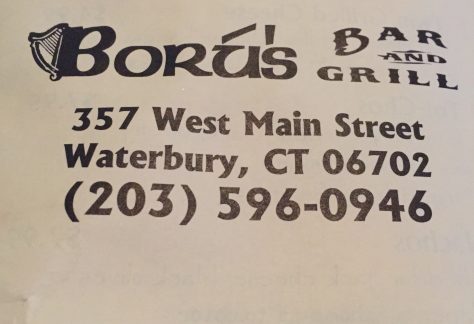 Ború's BAR AND GRILL
357 West Main Street
Waterbury, CT 06702
(203) 596-0946